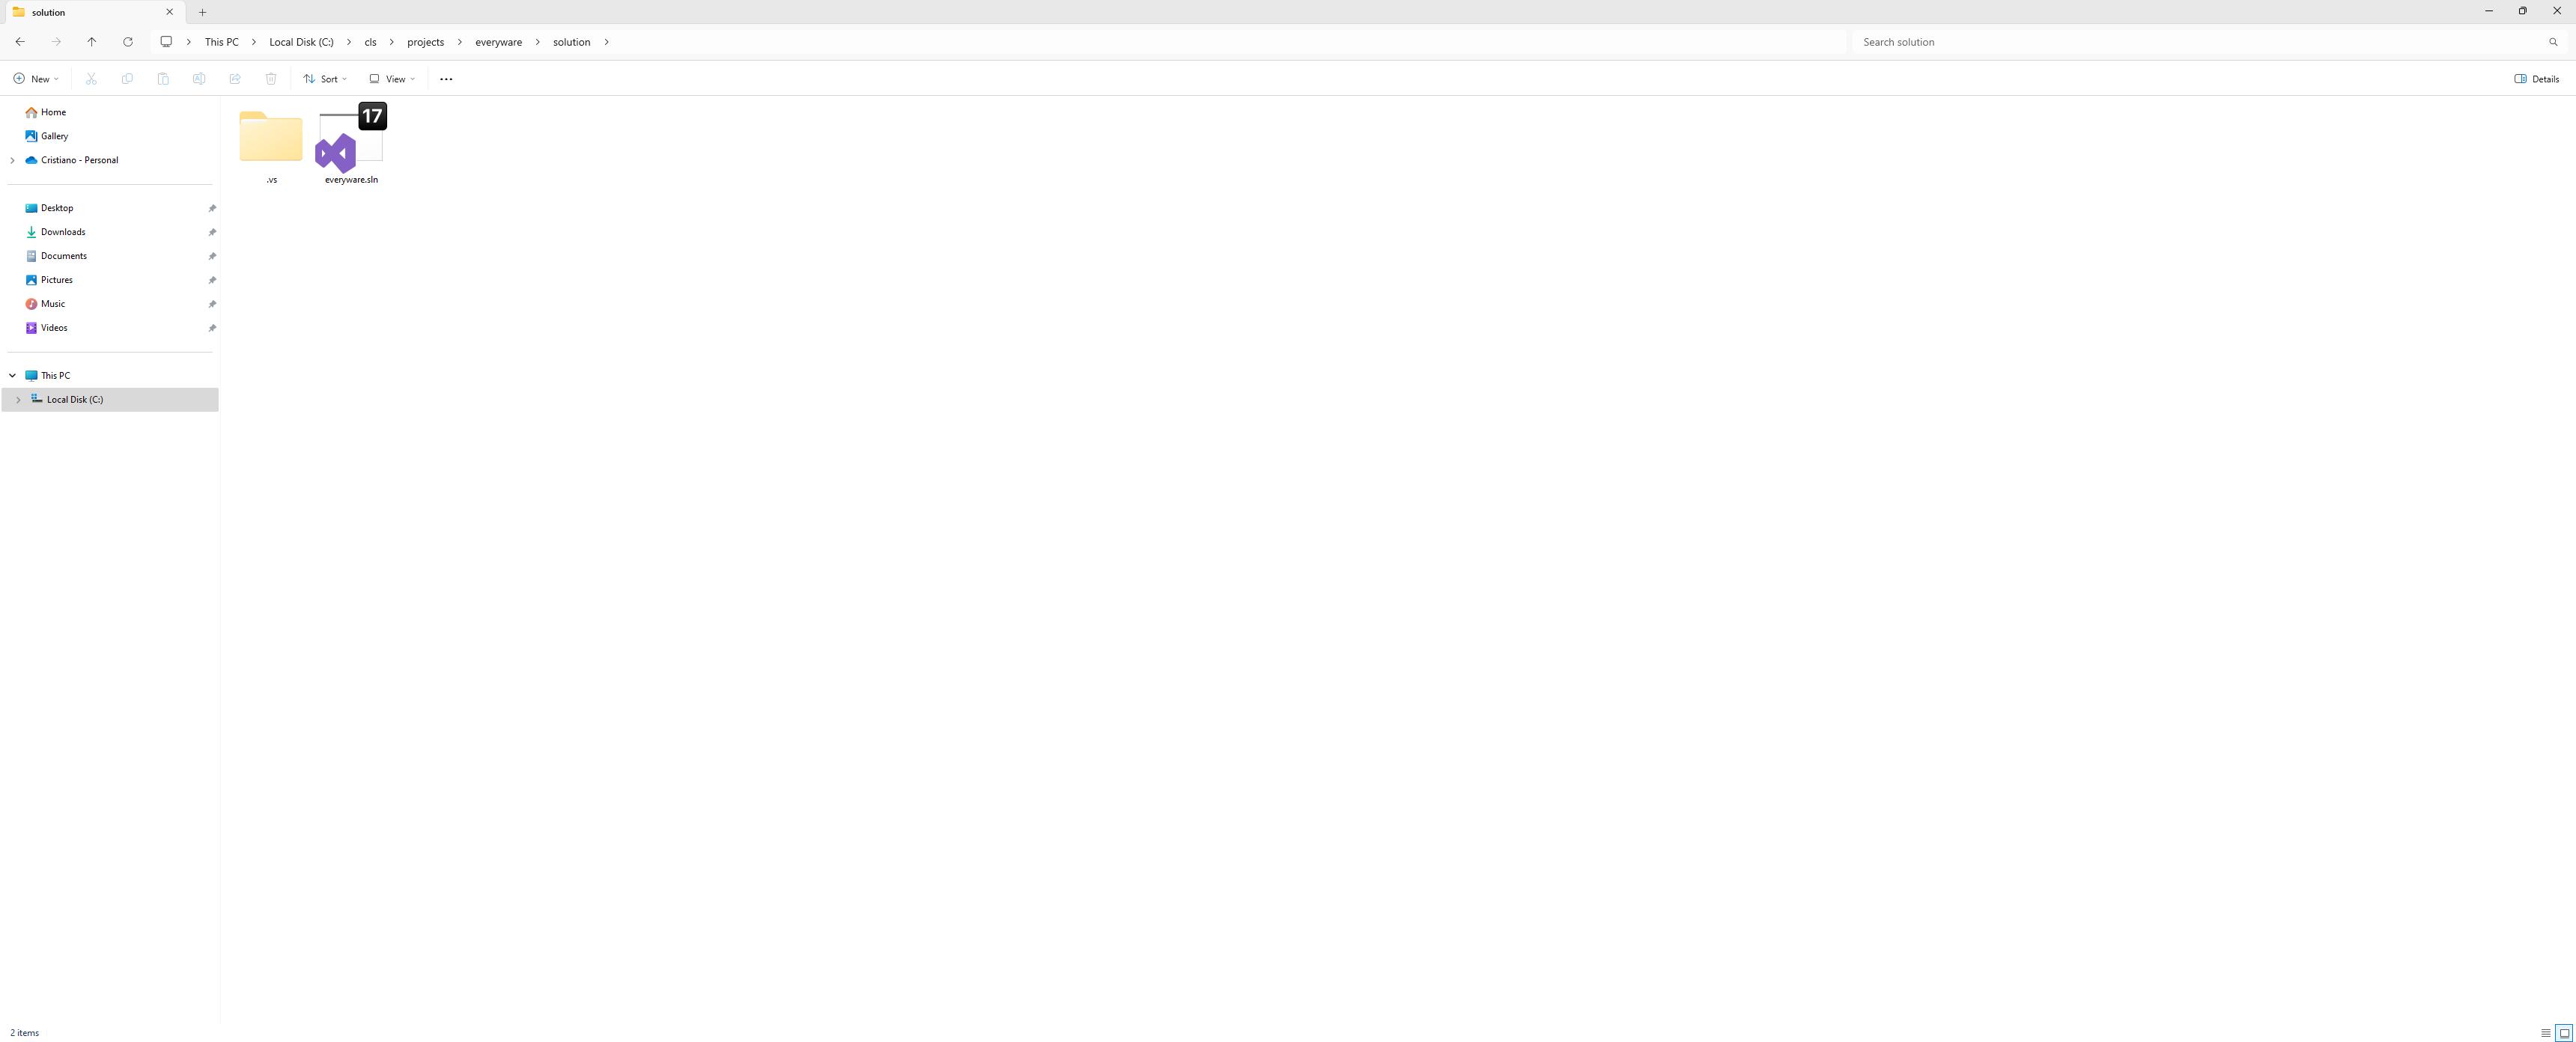 solution
This PC
Local Disk (C:)
cls
projects
everyware
solution
Search solution
New
Sort
View
Details
Home
Gallery
Cristiano - Personal
Desktop
Downloads
Documents
Pictures
Music
Videos
This PC
Local Disk (C:)
.vs
17
everyware.sln
2 items